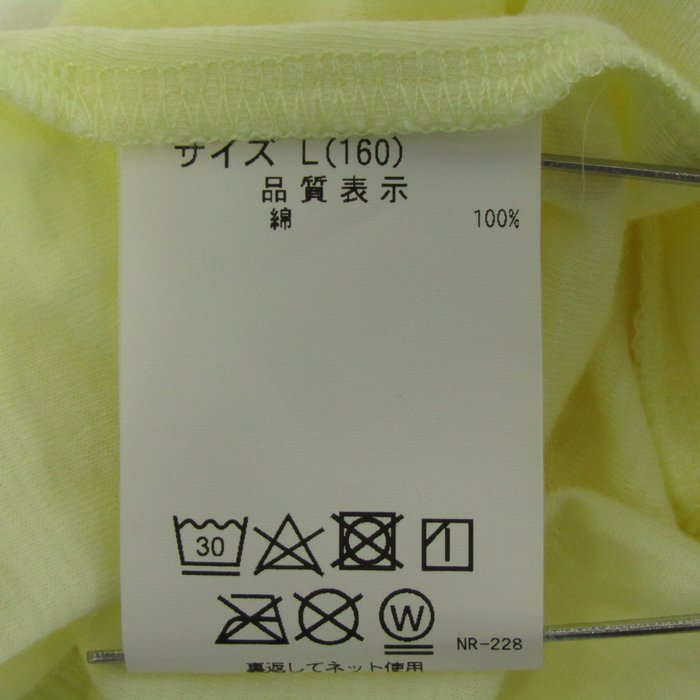 サイズ L(160)
品質表示
綿 100%
30
W
NR-228
裏返してネット使用